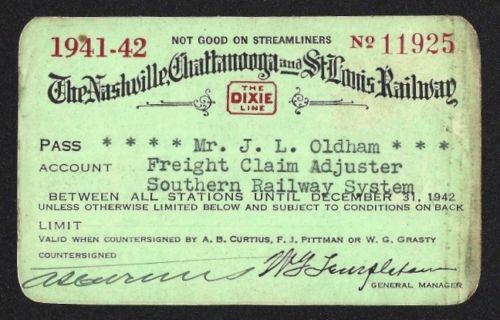 1941-42 NOT GOOD ON STREAMLINERS No 11925
The Nashville, Chattanooga and St. Louis Railway
THE
DIXIE
LINE
PASS * * * * Mr. J. L. Oldham * * *
ACCOUNT Freight Claim Adjuster
Southern Railway System
BETWEEN ALL STATIONS UNTIL DECEMBER 31, 1942
UNLESS OTHERWISE LIMITED BELOW AND SUBJECT TO CONDITIONS ON BACK
LIMIT
VALID WHEN COUNTERSIGNED BY A. B. CURTIUS, F. J. PITTMAN OR W. G. GRASTY
COUNTERSIGNED
GENERAL MANAGER